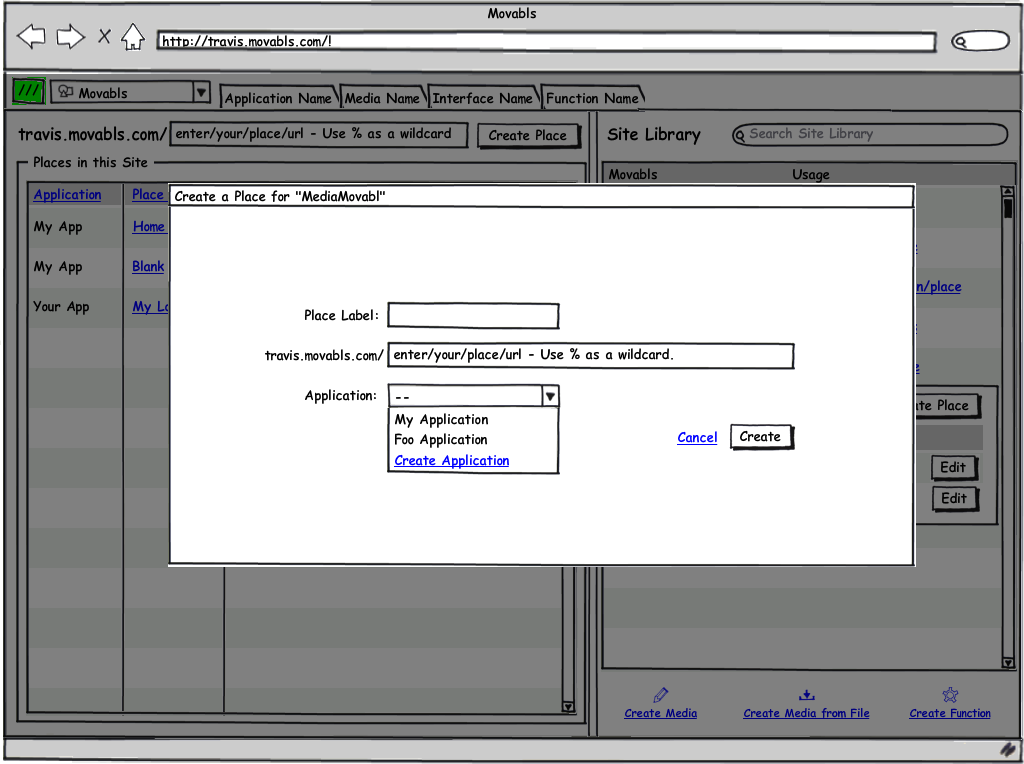 Movabls
http://travis.movabls.com/!
/// Movabls Application Name Media Name Interface Name Function Name
travis.movabls.com/ enter/your/place/url - Use % as a wildcard Create Place
Site Library Search Site Library
Places in this Site
Movabls Usage
Application Place
Create a Place for "MediaMovabl"
My App Home
My App Blank
n/place
Your App My Lo
Place Label:
travis.movabls.com/ enter/your/place/url - Use % as a wildcard.
Application: --
My Application
Foo Application
Create Application
Cancel Create
te Place
Edit
Edit
Create Media Create Media from File Create Function